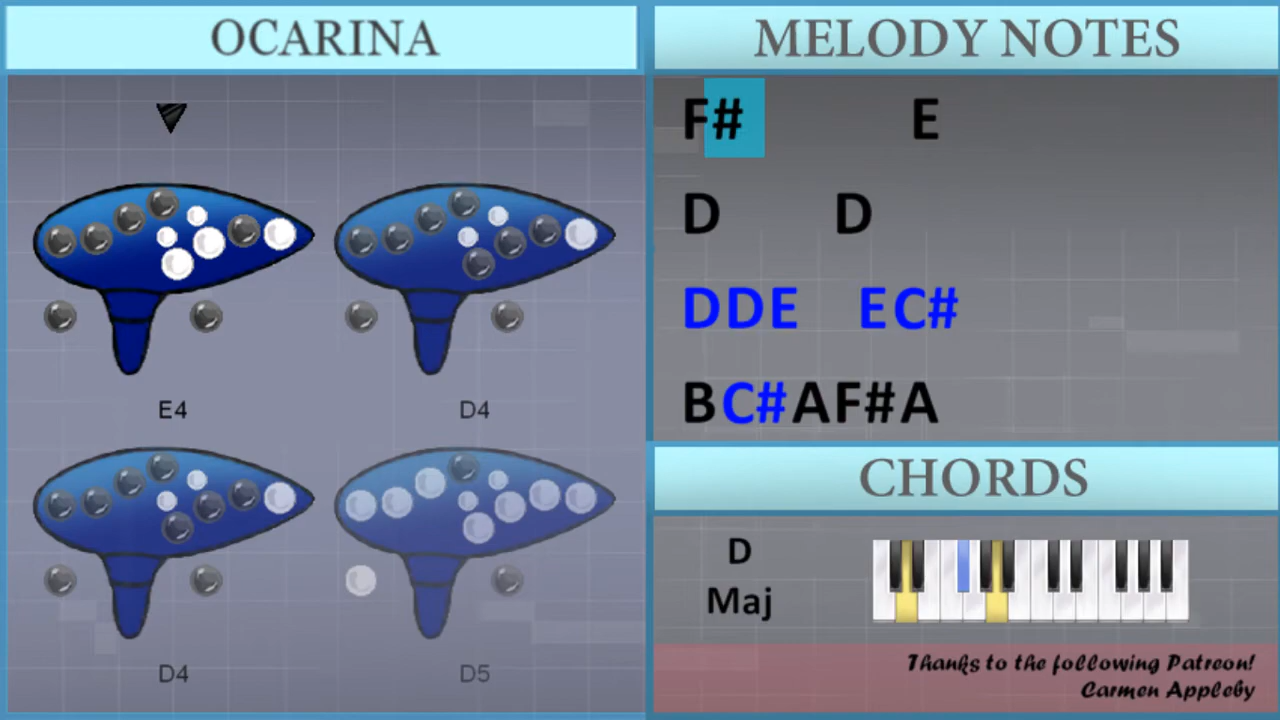 OCARINA
E4 D4
D4 D5
MELODY NOTES
F# E
D D
DDE EC#
BC#AF#A
CHORDS
D
Maj
Thanks to the following Patreon!
Carmen Appleby